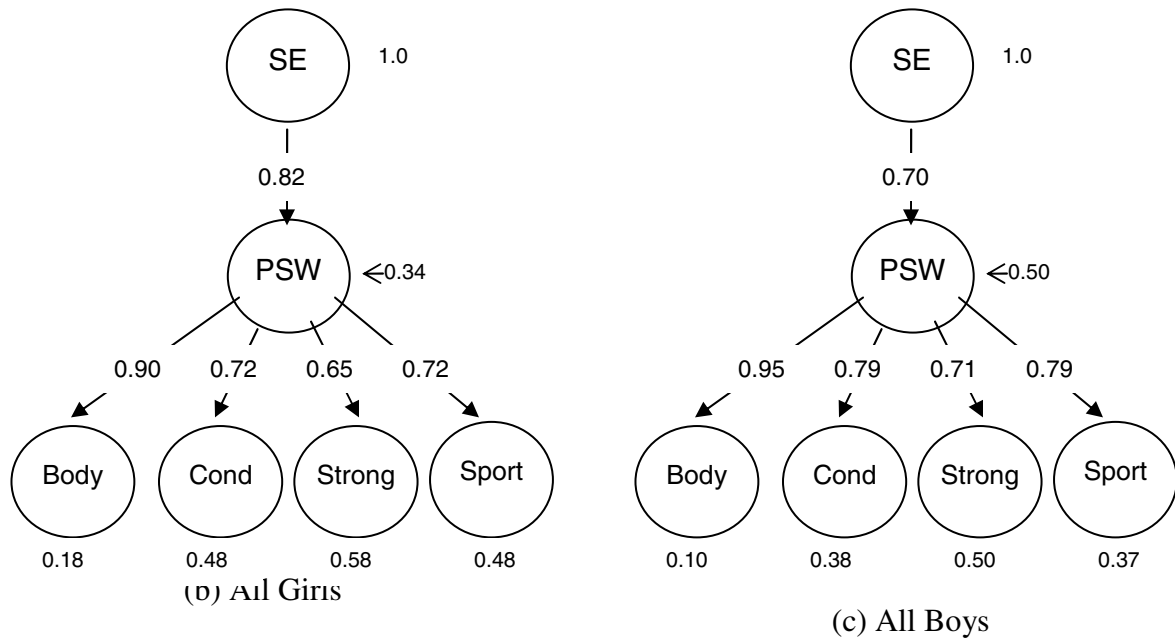 SE 1.0
0.82
PSW 0.34
0.90 0.72 0.65 0.72
Body Cond Strong Sport
0.18 0.48 0.58 0.48
(b) All Girls
SE 1.0
0.70
PSW 0.50
0.95 0.79 0.71 0.79
Body Cond Strong Sport
0.10 0.38 0.50 0.37
(c) All Boys